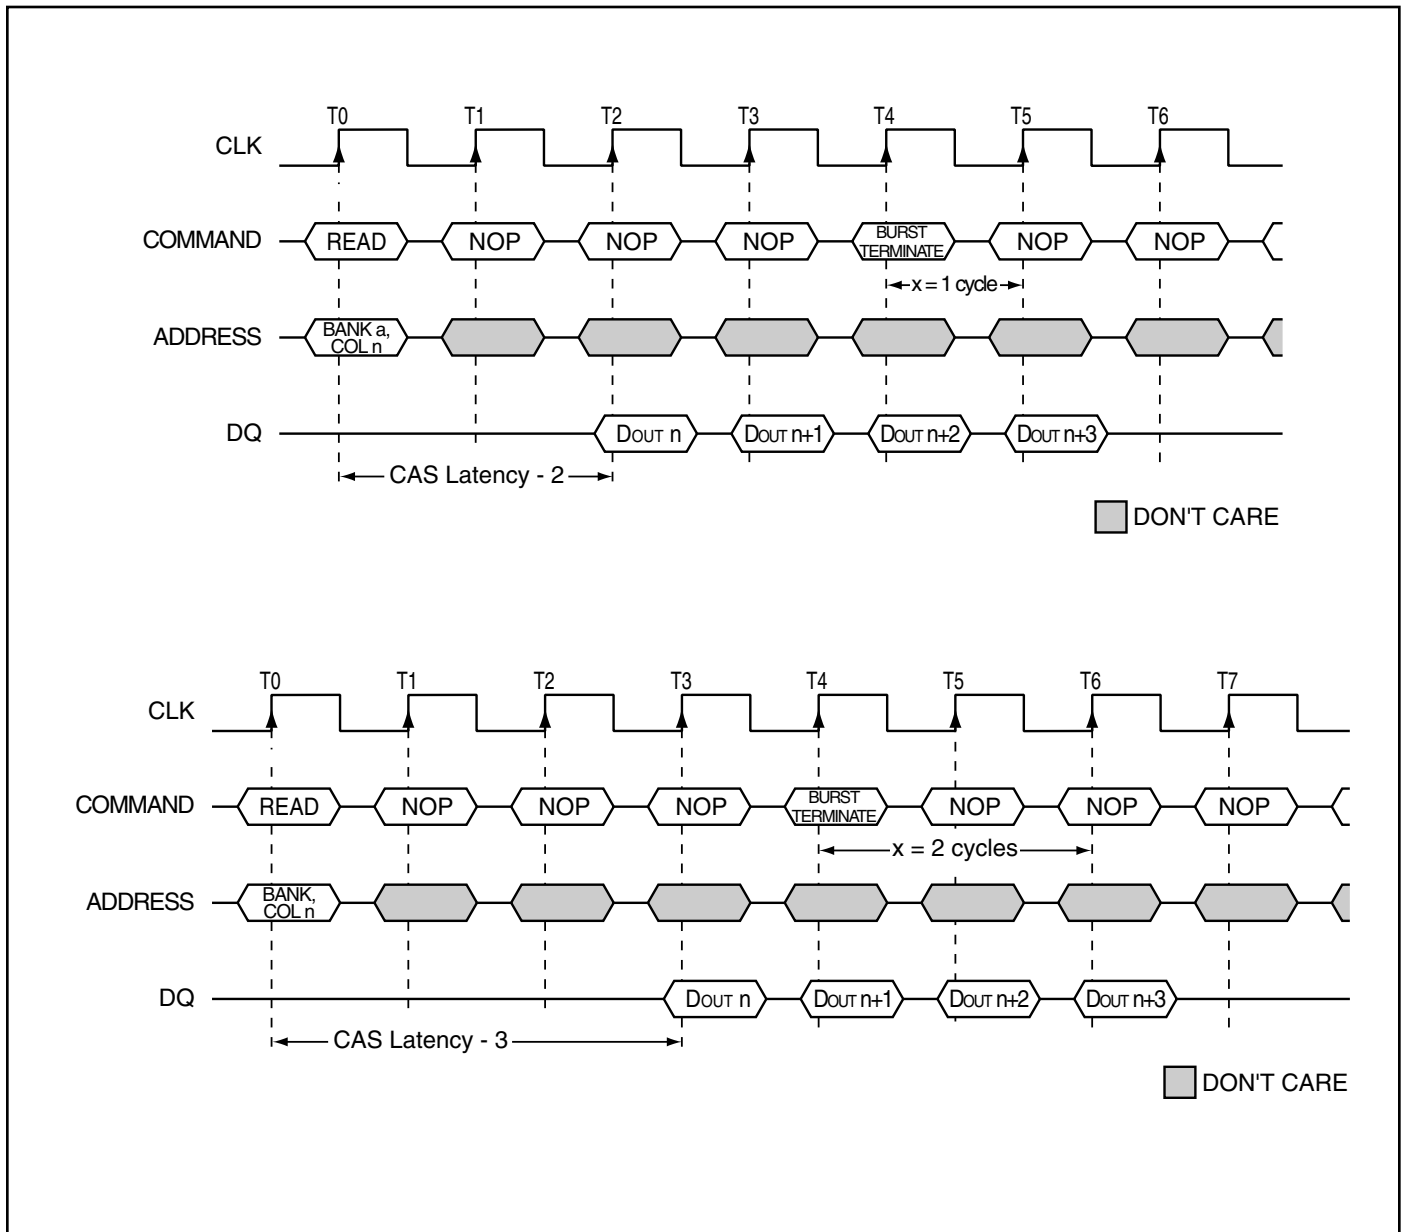 T0 T1 T2 T3 T4 T5 T6
CLK
COMMAND READ NOP NOP NOP BURST TERMINATE NOP NOP
x = 1 cycle
ADDRESS BANK a, COL n
DQ DOUT n DOUT n+1 DOUT n+2 DOUT n+3
CAS Latency - 2
DON'T CARE
T0 T1 T2 T3 T4 T5 T6 T7
CLK
COMMAND READ NOP NOP NOP BURST TERMINATE NOP NOP NOP
x = 2 cycles
ADDRESS BANK, COL n
DQ DOUT n DOUT n+1 DOUT n+2 DOUT n+3
CAS Latency - 3
DON'T CARE